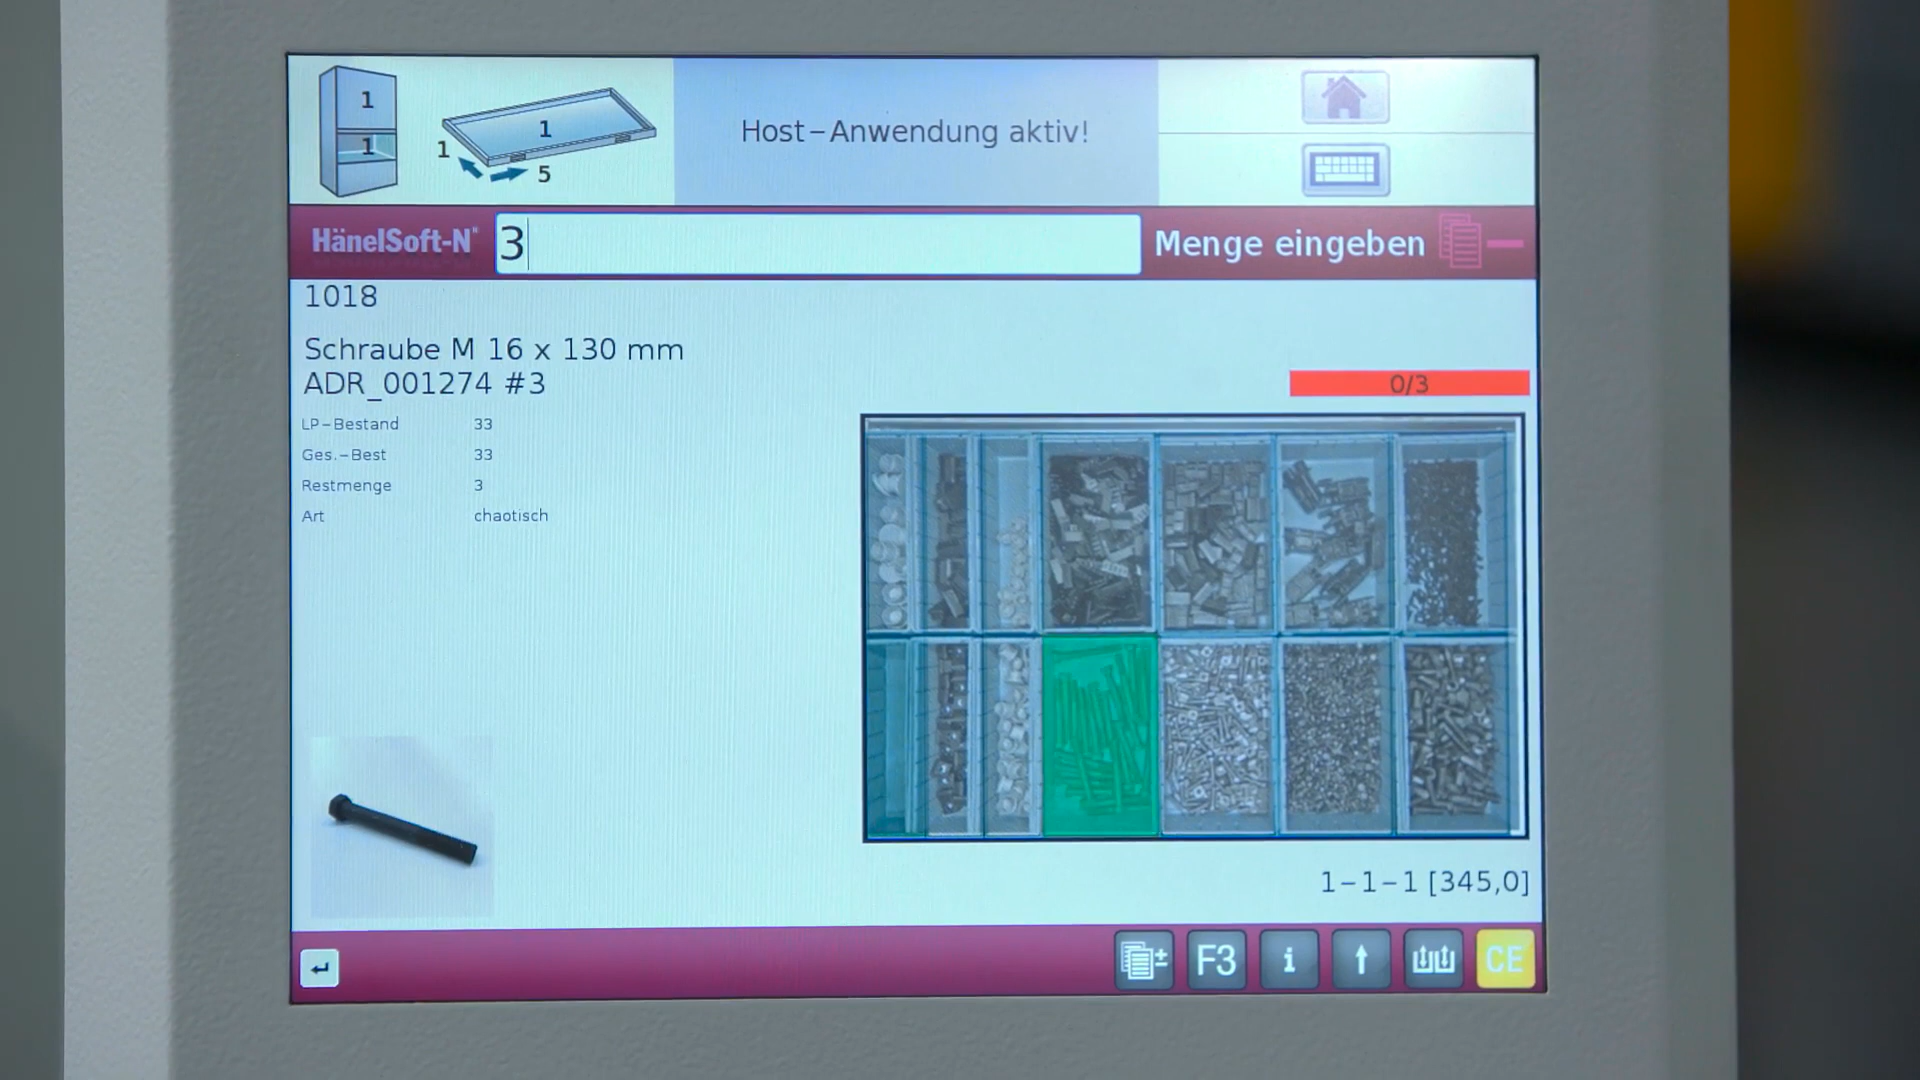 1
1
1
1
5
Host-Anwendung aktiv!
HänelSoft-N®
3
Menge eingeben
1018
Schraube M 16 x 130 mm
ADR_001274 #3
0/3
LP-Bestand 33
Ges.-Best 33
Restmenge 3
Art chaotisch
1-1-1 [345,0]
F3
i
CE